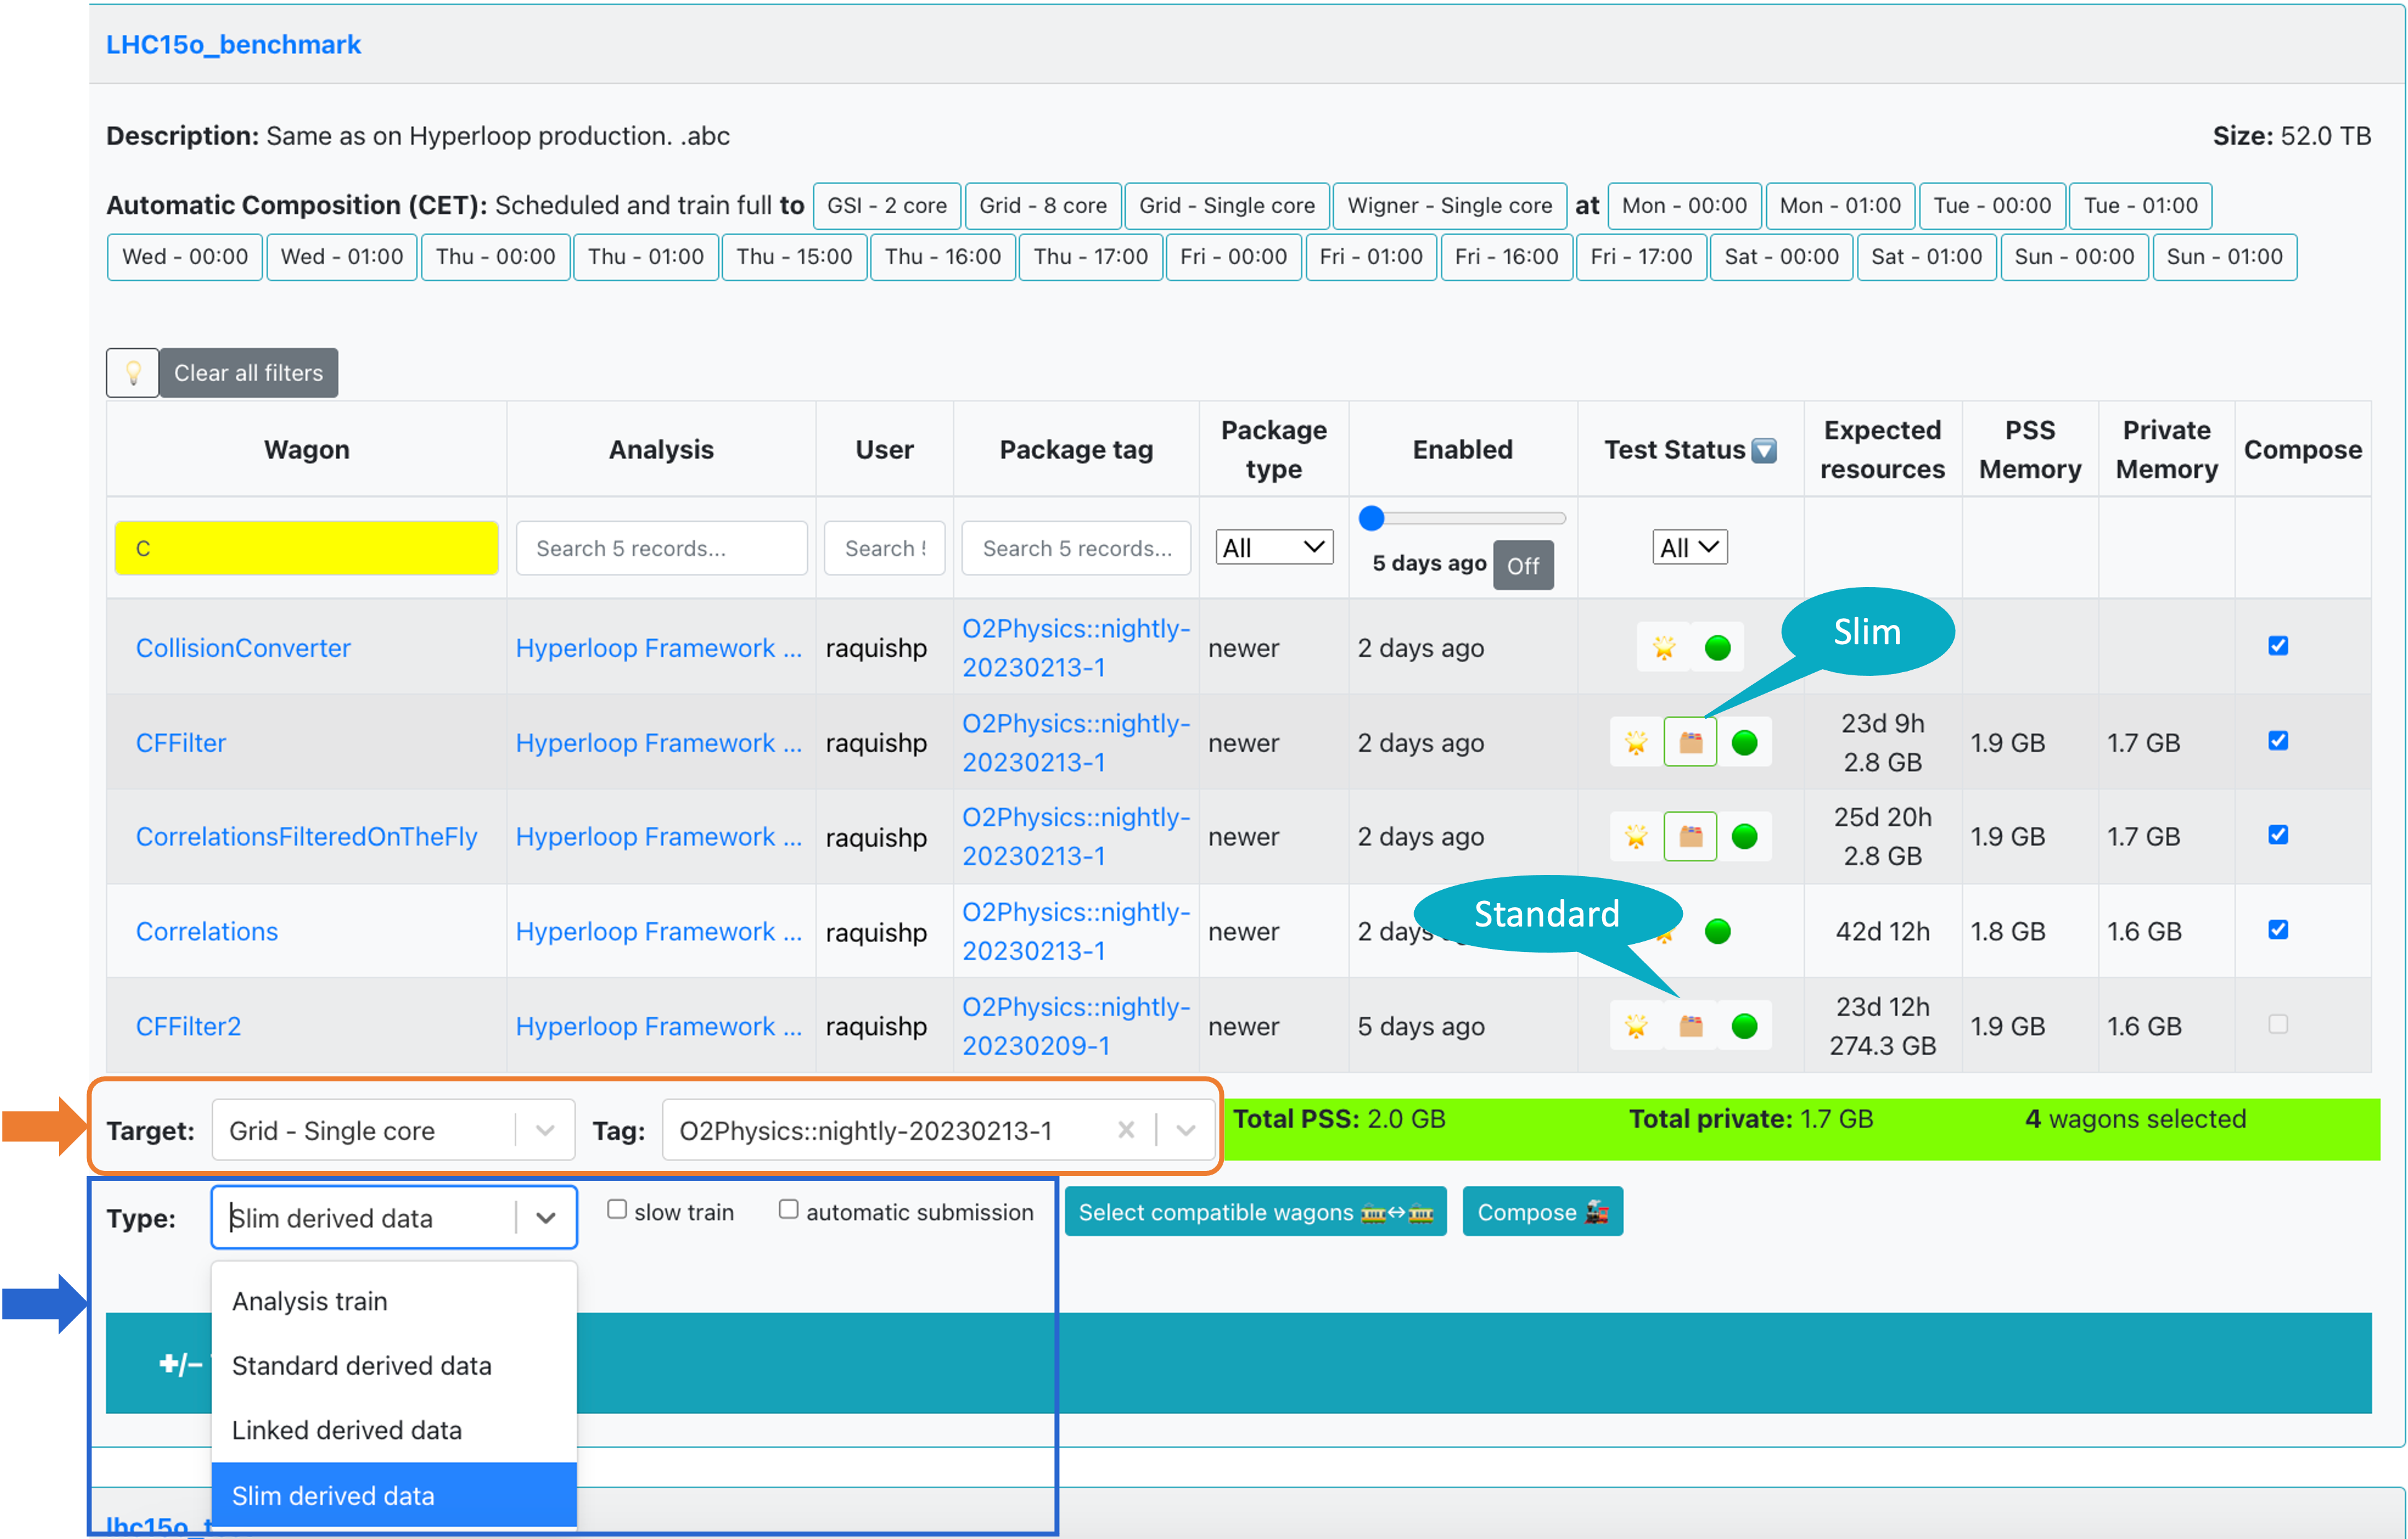 LHC15o_benchmark
Description: Same as on Hyperloop production. .abc
Size: 52.0 TB
Automatic Composition (CET): Scheduled and train full to GSI - 2 core Grid - 8 core Grid - Single core Wigner - Single core at Mon - 00:00 Mon - 01:00 Tue - 00:00 Tue - 01:00
Wed - 00:00 Wed - 01:00 Thu - 00:00 Thu - 01:00 Thu - 15:00 Thu - 16:00 Thu - 17:00 Fri - 00:00 Fri - 01:00 Fri - 16:00 Fri - 17:00 Sat - 00:00 Sat - 01:00 Sun - 00:00 Sun - 01:00
Clear all filters
Wagon Analysis User Package tag Package type Enabled Test Status Expected resources PSS Memory Private Memory Compose
C Search 5 records... Search 5 records... All 5 days ago Off All
Search
CollisionConverter Hyperloop Framework ... raquishp O2Physics::nightly-20230213-1 newer 2 days ago
Slim
CFFilter Hyperloop Framework ... raquishp O2Physics::nightly-20230213-1 newer 2 days ago 23d 9h 2.8 GB 1.9 GB 1.7 GB
CorrelationsFilteredOnTheFly Hyperloop Framework ... raquishp O2Physics::nightly-20230213-1 newer 2 days ago 25d 20h 2.8 GB 1.9 GB 1.7 GB
Standard
Correlations Hyperloop Framework ... raquishp O2Physics::nightly-20230213-1 newer 2 days 42d 12h 1.8 GB 1.6 GB
CFFilter2 Hyperloop Framework ... raquishp O2Physics::nightly-20230209-1 newer 5 days ago 23d 12h 274.3 GB 1.9 GB 1.6 GB
Target: Grid - Single core Tag: O2Physics::nightly-20230213-1 Total PSS: 2.0 GB Total private: 1.7 GB 4 wagons selected
Type: Slim derived data slow train automatic submission Select compatible wagons Compose
Analysis train
Standard derived data
+/-
Linked derived data
Slim derived data
lhc15o_t